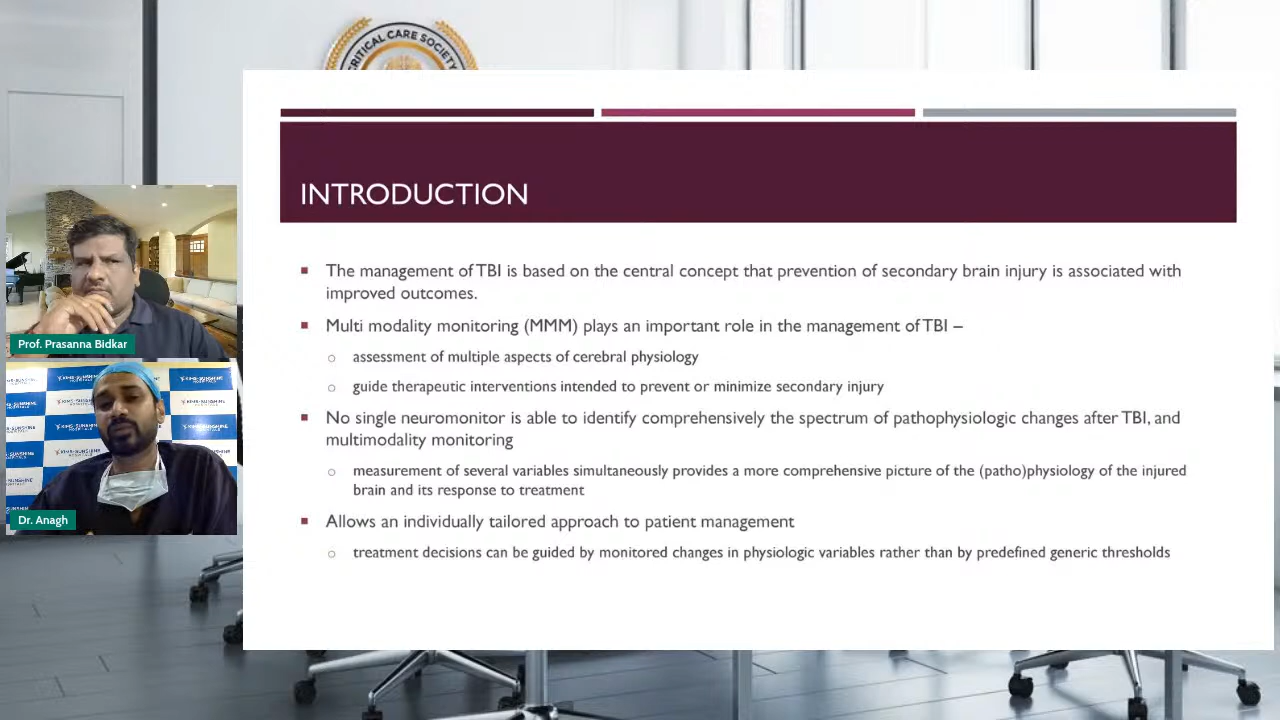 CRITICAL CARE SOCIETY
INTRODUCTION
The management of TBI is based on the central concept that prevention of secondary brain injury is associated with
improved outcomes.
Multi modality monitoring (MMM) plays an important role in the management of TBI –
assessment of multiple aspects of cerebral physiology
guide therapeutic interventions intended to prevent or minimize secondary injury
No single neuromonitor is able to identify comprehensively the spectrum of pathophysiologic changes after TBI, and
multimodality monitoring
measurement of several variables simultaneously provides a more comprehensive picture of the (patho)physiology of the injured
brain and its response to treatment
Allows an individually tailored approach to patient management
treatment decisions can be guided by monitored changes in physiologic variables rather than by predefined generic thresholds
Prof. Prasanna Bidkar
KIMS-SUNSHINE
HOSPITALS
Dr. Anagh